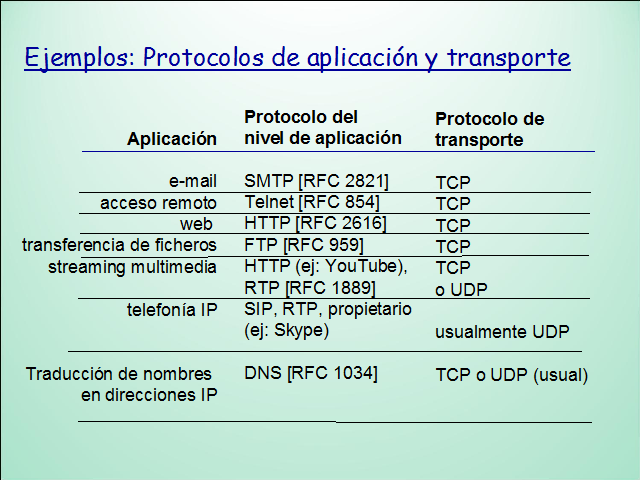 Ejemplos: Protocolos de aplicación y transporte
Aplicación Protocolo del nivel de aplicación Protocolo de transporte
e-mail SMTP [RFC 2821] TCP
acceso remoto Telnet [RFC 854] TCP
web HTTP [RFC 2616] TCP
transferencia de ficheros FTP [RFC 959] TCP
streaming multimedia HTTP (ej: YouTube), TCP
RTP [RFC 1889] o UDP
telefonía IP SIP, RTP, propietario
(ej: Skype) usualmente UDP
Traducción de nombres DNS [RFC 1034] TCP o UDP (usual)
en direcciones IP